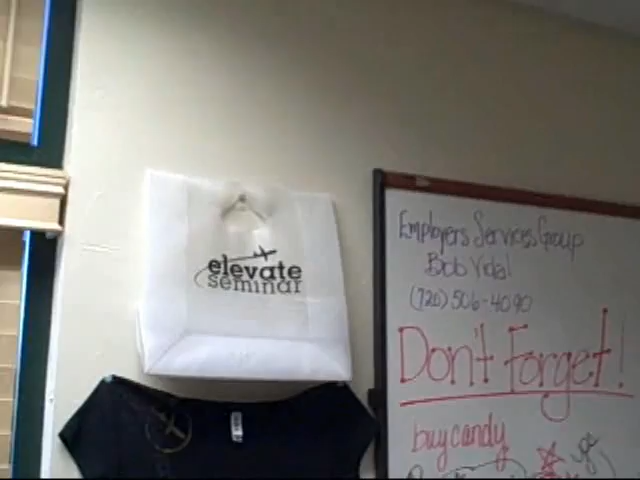 elevate
seminar
Employers Services Group
Bob Vidal
(720) 506-4090
Don't Forget!
buy candy